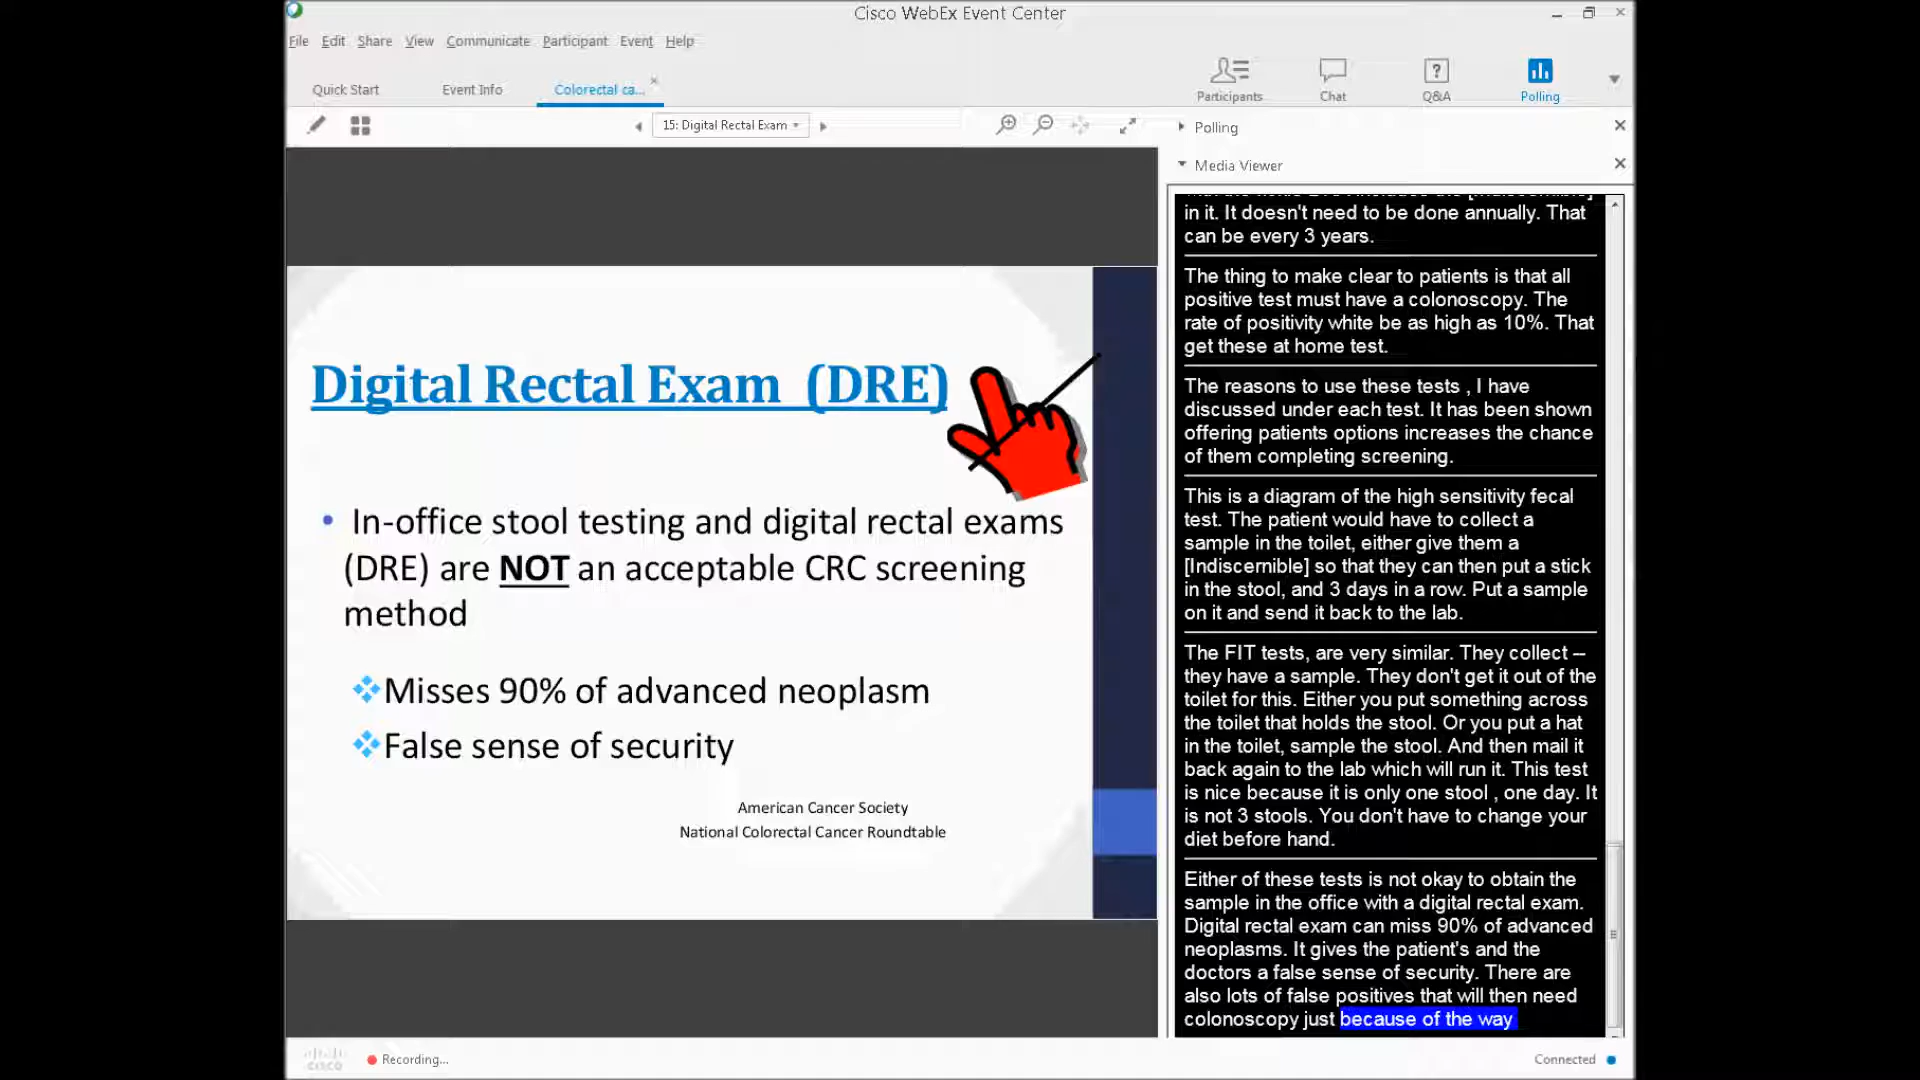 Cisco WebEx Event Center
File Edit Share View Communicate Participant Event Help
Quick Start Event Info Colorectal ca...
Participants Chat Q&A Polling
15: Digital Rectal Exam
Polling
Media Viewer
Digital Rectal Exam (DRE)
• In-office stool testing and digital rectal exams
(DRE) are NOT an acceptable CRC screening
method
Misses 90% of advanced neoplasm
False sense of security
American Cancer Society
National Colorectal Cancer Roundtable
in it. It doesn't need to be done annually. That
can be every 3 years.
The thing to make clear to patients is that all
positive test must have a colonoscopy. The
rate of positivity white be as high as 10%. That
get these at home test.
The reasons to use these tests , I have
discussed under each test. It has been shown
offering patients options increases the chance
of them completing screening.
This is a diagram of the high sensitivity fecal
test. The patient would have to collect a
sample in the toilet, either give them a
[Indiscernible] so that they can then put a stick
in the stool, and 3 days in a row. Put a sample
on it and send it back to the lab.
The FIT tests, are very similar. They collect --
they have a sample. They don't get it out of the
toilet for this. Either you put something across
the toilet that holds the stool. Or you put a hat
in the toilet, sample the stool. And then mail it
back again to the lab which will run it. This test
is nice because it is only one stool , one day. It
is not 3 stools. You don't have to change your
diet before hand.
Either of these tests is not okay to obtain the
sample in the office with a digital rectal exam.
Digital rectal exam can miss 90% of advanced
neoplasms. It gives the patient's and the
doctors a false sense of security. There are
also lots of false positives that will then need
colonoscopy just because of the way
cisco
Recording...
Connected